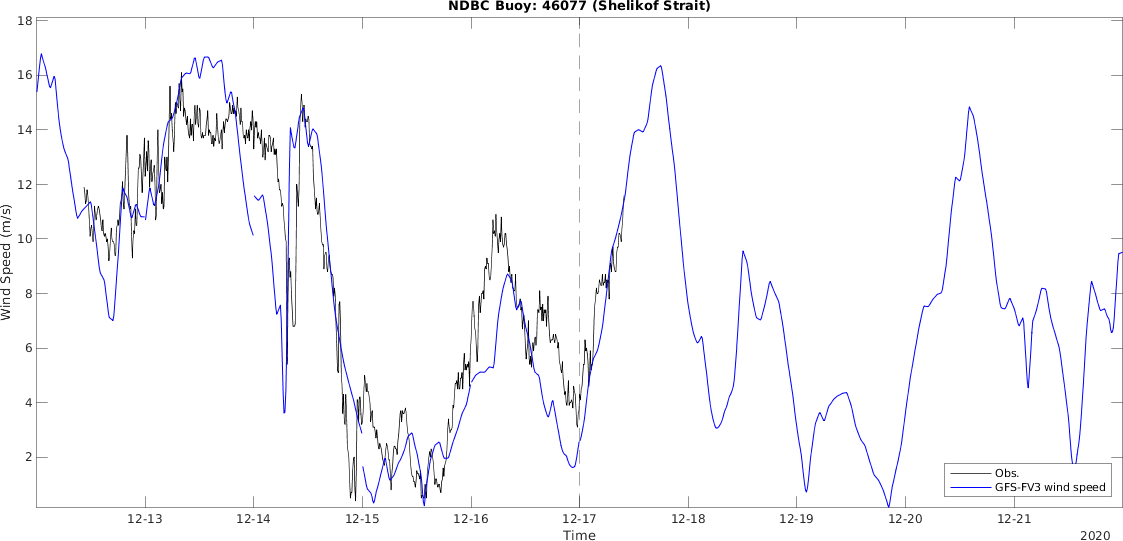 NDBC Buoy: 46077 (Shelikof Strait)
18
16
14
12
10
8
6
4
2
Wind Speed (m/s)
Obs.
GFS-FV3 wind speed
12-13 12-14 12-15 12-16 12-17 12-18 12-19 12-20 12-21
Time
2020